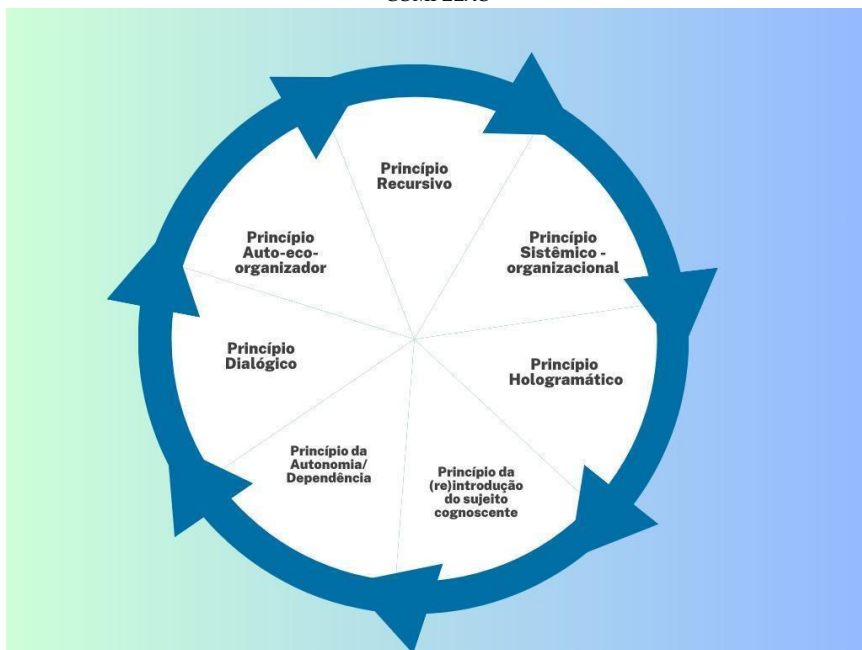 Princípio
Recursivo
Princípio
Sistêmico -
organizacional
Princípio
Hologramático
Princípio da
(re)introdução
do sujeito
cognoscente
Princípio da
Autonomia/
Dependência
Princípio
Dialógico
Princípio
Auto-eco-
organizador